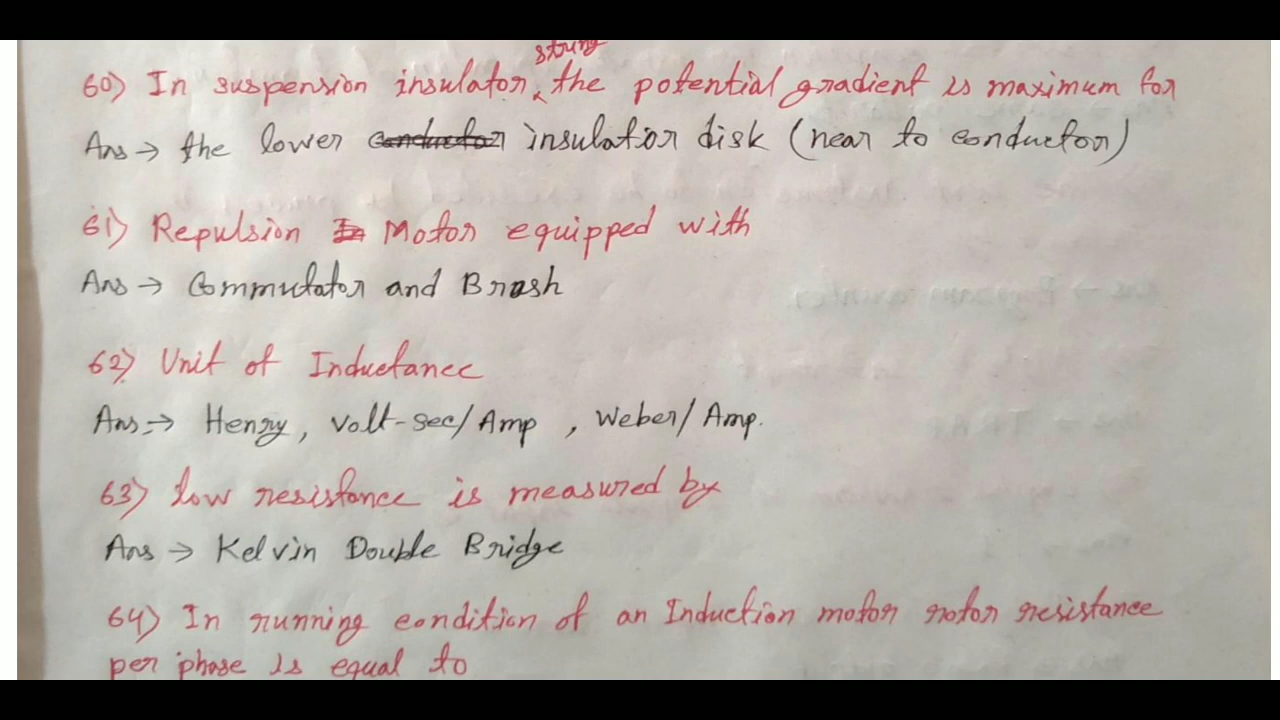 60) In suspension insulator string the potential gradient is maximum for
Ans → the lower conductor insulator disk (near to conductor)
61) Repulsion In Motor equipped with
Ans → Commutator and Brush
62) Unit of Inductance
Ans → Henry, Volt-sec/Amp , Weber/Amp.
63) low resistance is measured by
Ans → Kelvin Double Bridge
64) In running condition of an Induction motor rotor resistance
per phase is equal to